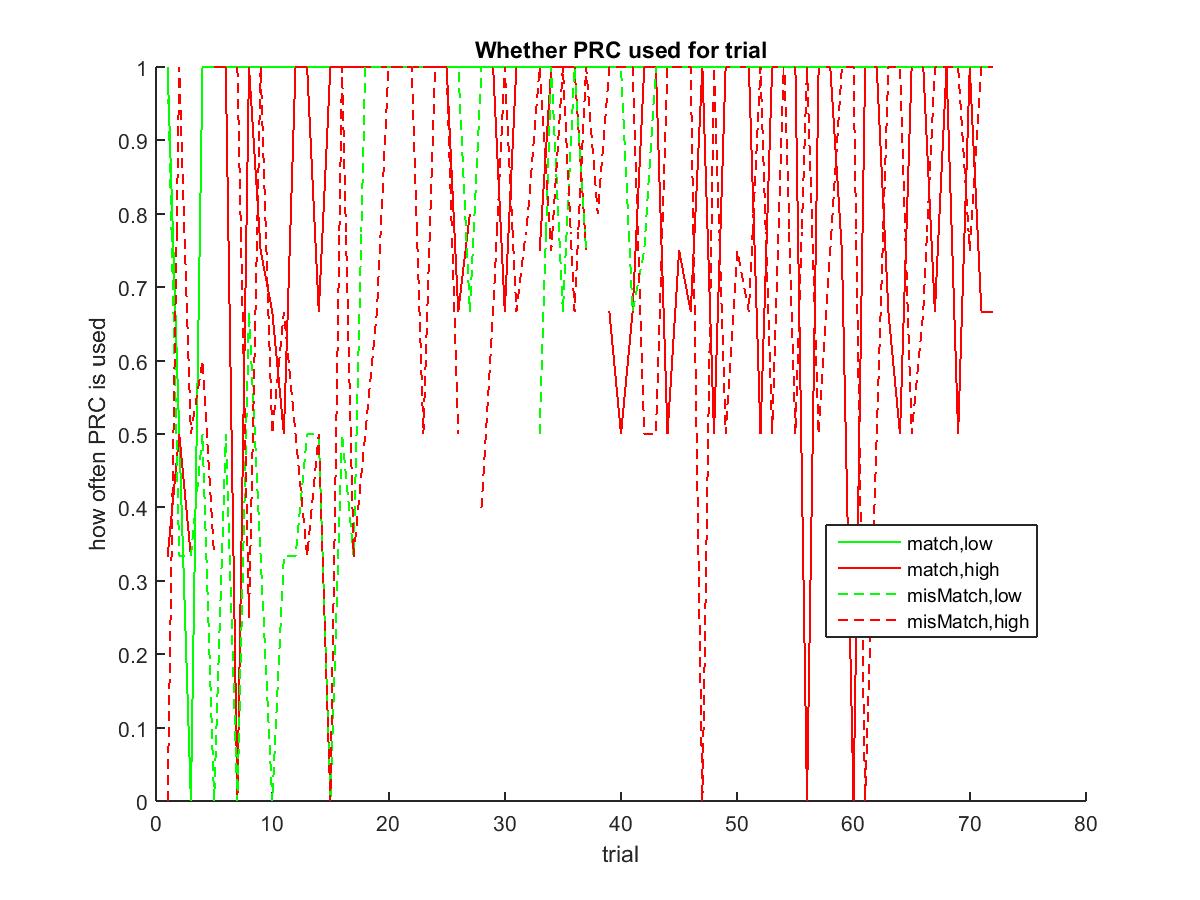 Whether PRC used for trial
how often PRC is used
1
0.9
0.8
0.7
0.6
0.5
0.4
0.3
0.2
0.1
0
match,low
match,high
misMatch,low
misMatch,high
0 10 20 30 40 50 60 70 80
trial